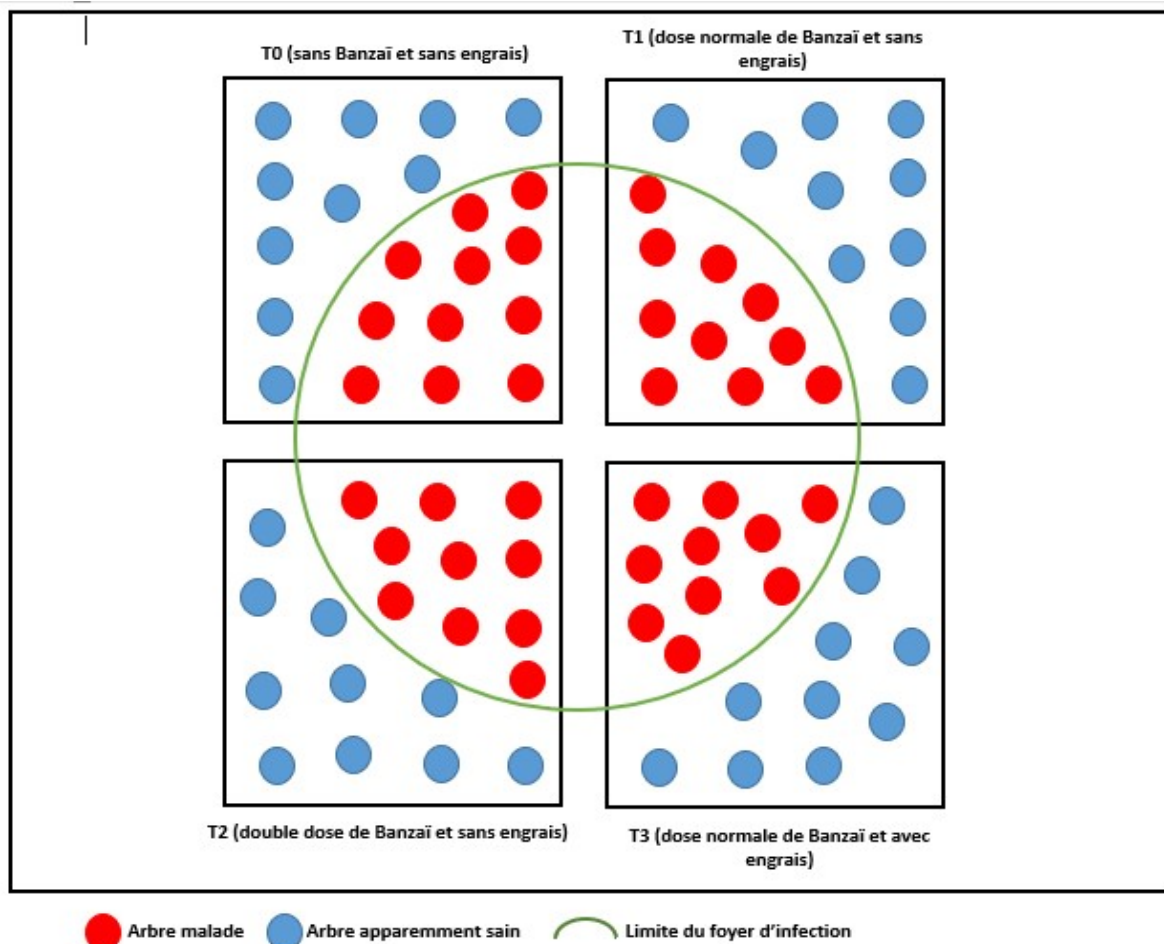 T0 (sans Banzaï et sans engrais)
T1 (dose normale de Banzaï et sans
engrais)
T2 (double dose de Banzaï et sans engrais)
T3 (dose normale de Banzaï et avec
engrais)
Arbre malade
Arbre apparemment sain
Limite du foyer d'infection